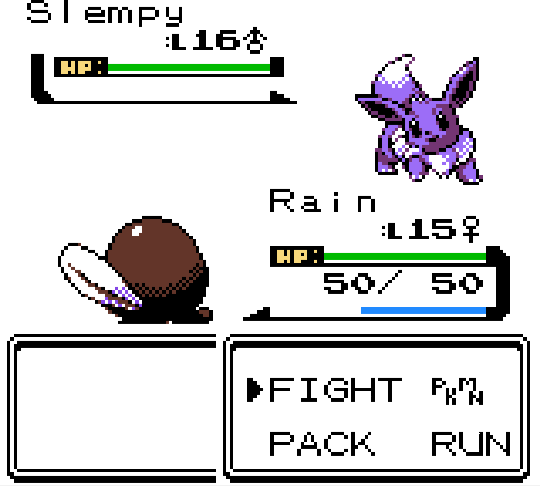 Slempy
:L16♂
HP:
Rain
:L15♀
HP:
50/ 50
▶FIGHT PKMN
PACK RUN